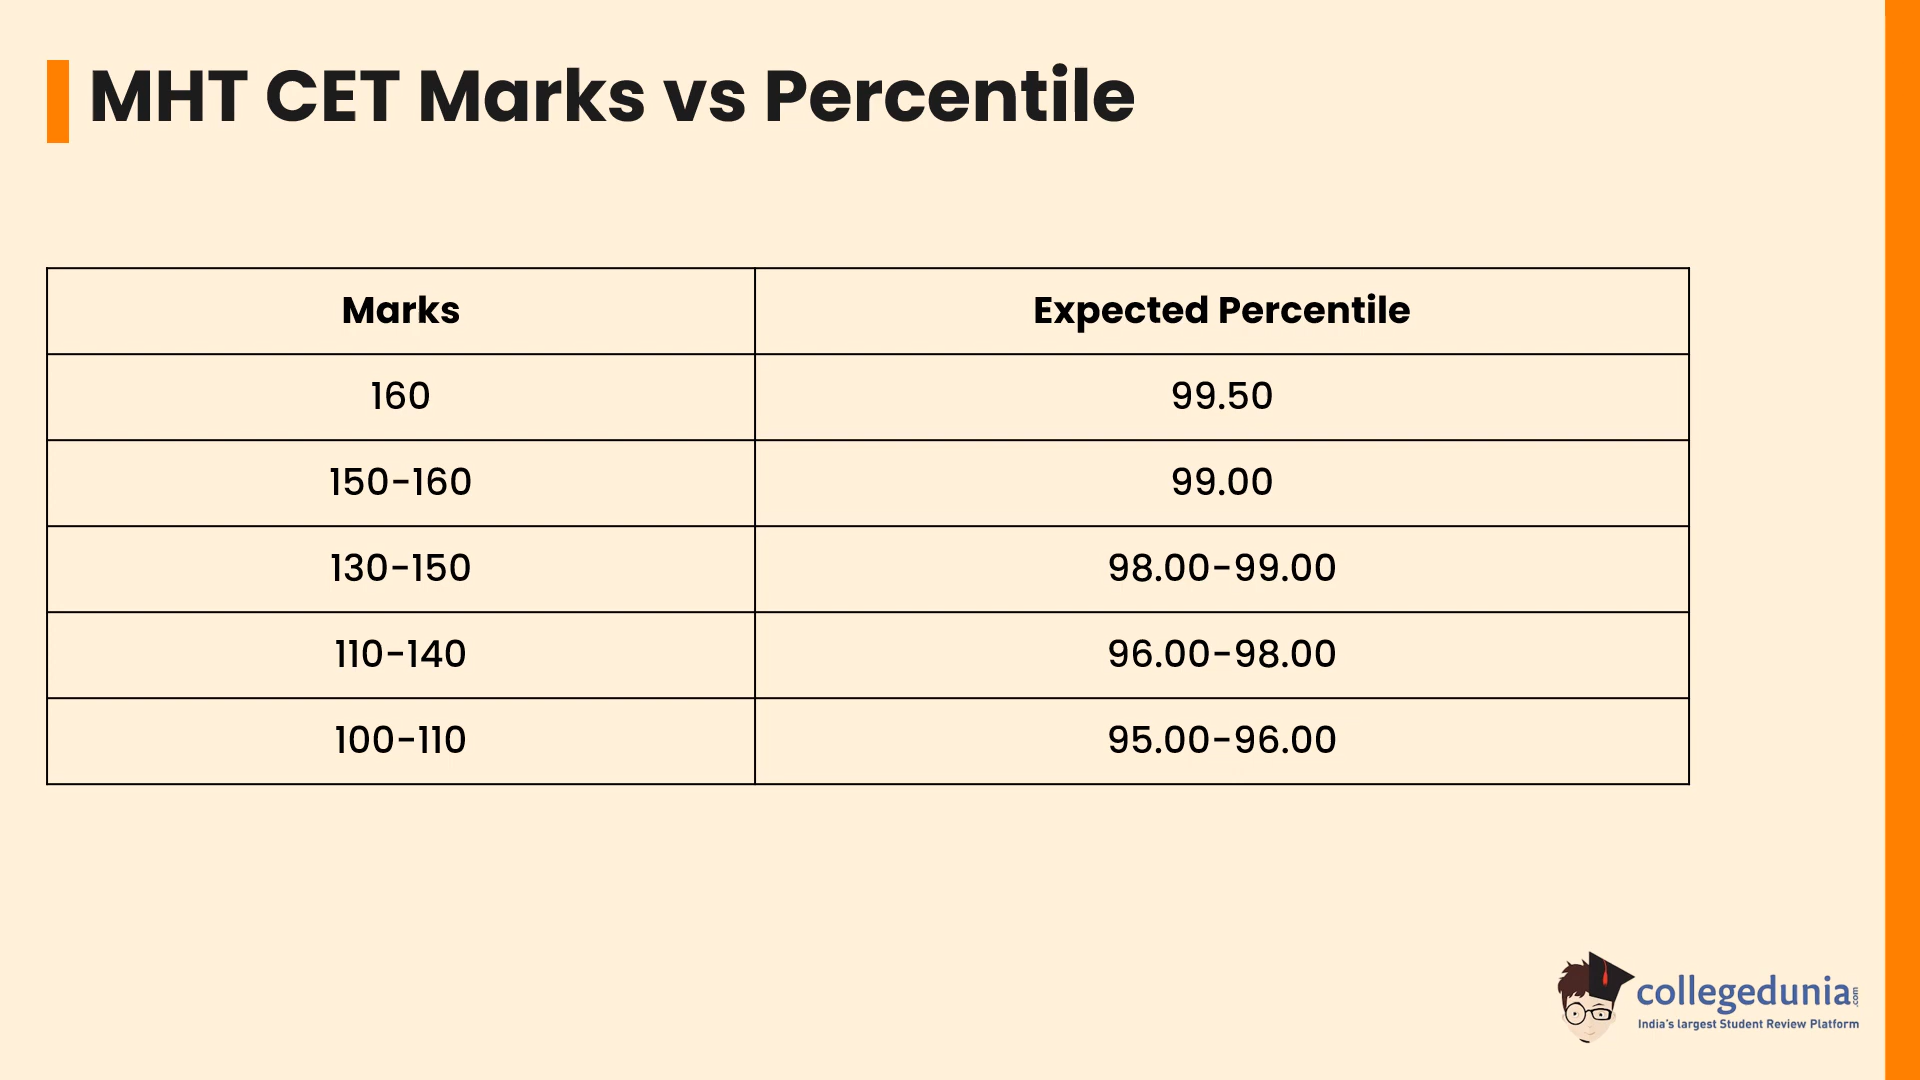 MHT CET Marks vs Percentile
Marks Expected Percentile
160 99.50
150-160 99.00
130-150 98.00-99.00
110-140 96.00-98.00
100-110 95.00-96.00
collegedunia.com
India's largest Student Review Platform